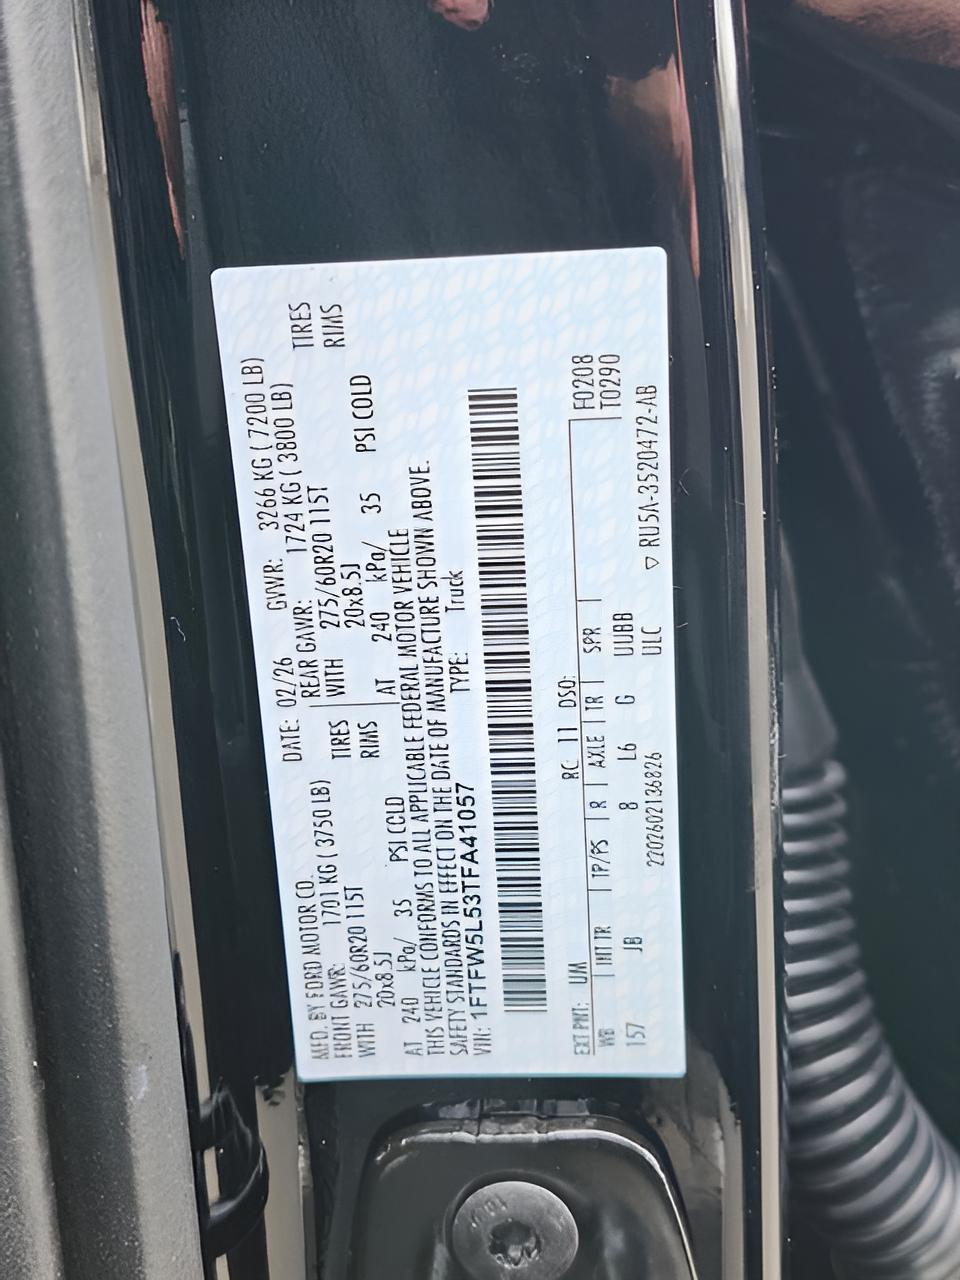 MFD. BY FORD MOTOR CO. DATE: 02/26 GVWR: 3266 KG ( 7200 LB)
FRONT GAWR: 1701 KG ( 3750 LB) REAR GAWR: 1724 KG ( 3800 LB)
WITH 275/60R20 115T TIRES WITH 275/60R20 115T TIRES
20x8.5J RIMS 20x8.5J RIMS
AT 240 kPa/ 35 PSI COLD AT 240 kPa/ 35 PSI COLD
THIS VEHICLE CONFORMS TO ALL APPLICABLE FEDERAL MOTOR VEHICLE
SAFETY STANDARDS IN EFFECT ON THE DATE OF MANUFACTURE SHOWN ABOVE.
VIN: 1FTFW5L53TFA41057 TYPE: Truck
EXT PNT: UM RC: 11 DSO: F0208
WB INT TR TP/PS R AXLE TR SPR T0290
157 JB 8 L6 G UUBB
2202602136826 ULC ▽ RU5A-3520472-AB